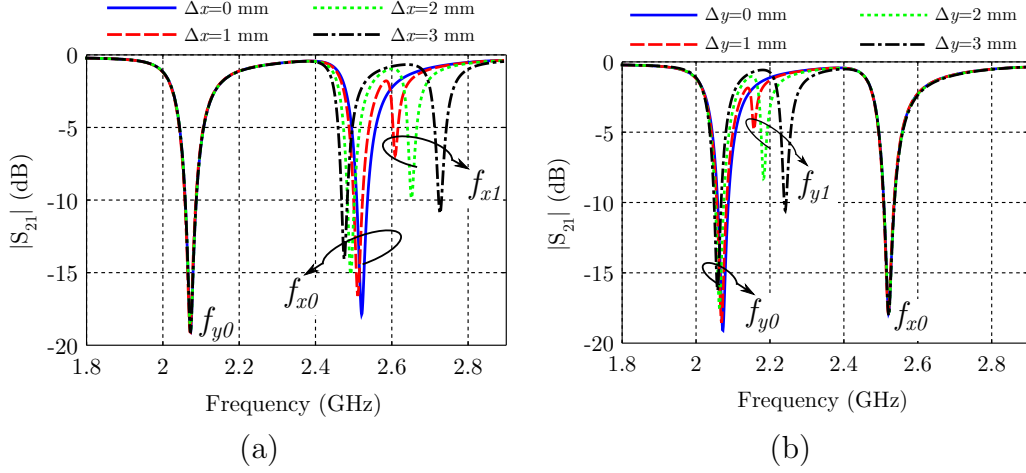 Δx=0 mm Δx=2 mm
Δx=1 mm Δx=3 mm
0
-5
-10
-15
-20
|S21| (dB)
fx1
fx0
fy0
1.8 2 2.2 2.4 2.6 2.8
Frequency (GHz)
(a)
Δy=0 mm Δy=2 mm
Δy=1 mm Δy=3 mm
0
-5
-10
-15
-20
|S21| (dB)
fy1
fy0
fx0
1.8 2 2.2 2.4 2.6 2.8
Frequency (GHz)
(b)